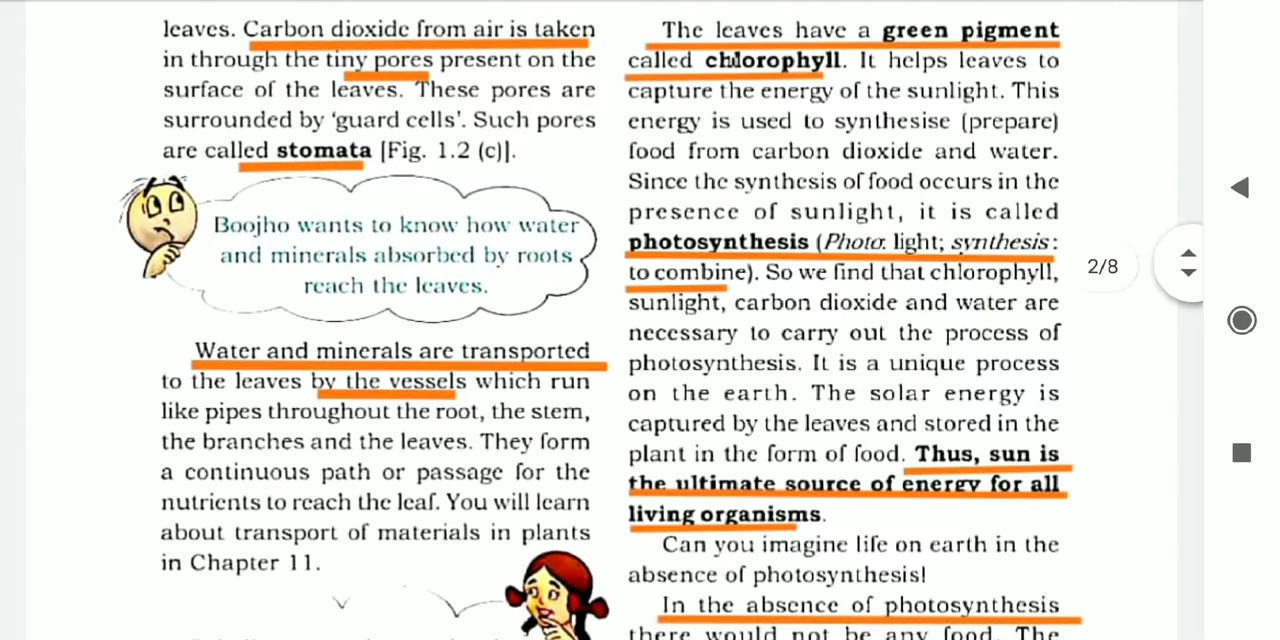 leaves. Carbon dioxide from air is taken
in through the tiny pores present on the
surface of the leaves. These pores are
surrounded by ‘guard cells’. Such pores
are called stomata [Fig. 1.2 (c)].
Boojho wants to know how water
and minerals absorbed by roots
reach the leaves.
Water and minerals are transported
to the leaves by the vessels which run
like pipes throughout the root, the stem,
the branches and the leaves. They form
a continuous path or passage for the
nutrients to reach the leaf. You will learn
about transport of materials in plants
in Chapter 11.
The leaves have a green pigment
called chlorophyll. It helps leaves to
capture the energy of the sunlight. This
energy is used to synthesise (prepare)
food from carbon dioxide and water.
Since the synthesis of food occurs in the
presence of sunlight, it is called
photosynthesis (Photo: light; synthesis :
to combine). So we find that chlorophyll,
sunlight, carbon dioxide and water are
necessary to carry out the process of
photosynthesis. It is a unique process
on the earth. The solar energy is
captured by the leaves and stored in the
plant in the form of food. Thus, sun is
the ultimate source of energy for all
living organisms.
Can you imagine life on earth in the
absence of photosynthesis!
In the absence of photosynthesis
there would not be any food. The
2/8